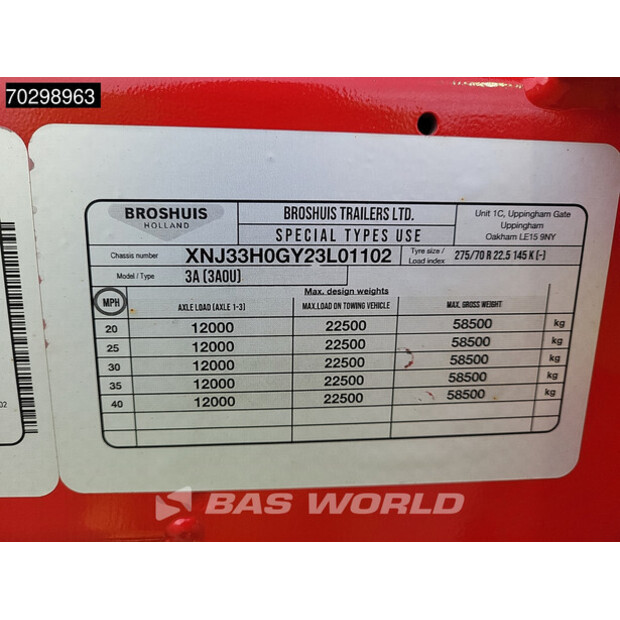 70298963
BROSHUIS
HOLLAND
BROSHUIS TRAILERS LTD.
SPECIAL TYPES USE
Unit 1C, Uppingham Gate
Uppingham
Oakham LE15 9NY
Chassis number XNJ33H0GY23L01102 Tyre size / Load index 275/70 R 22.5 145 K (-)
Model / Type 3A (3A0U)
Max. design weights
MPH AXLE LOAD (AXLE 1-3) MAX.LOAD ON TOWING VEHICLE MAX. GROSS WEIGHT
20 12000 22500 58500 kg
25 12000 22500 58500 kg
30 12000 22500 58500 kg
35 12000 22500 58500 kg
40 12000 22500 58500 kg
02
BAS WORLD